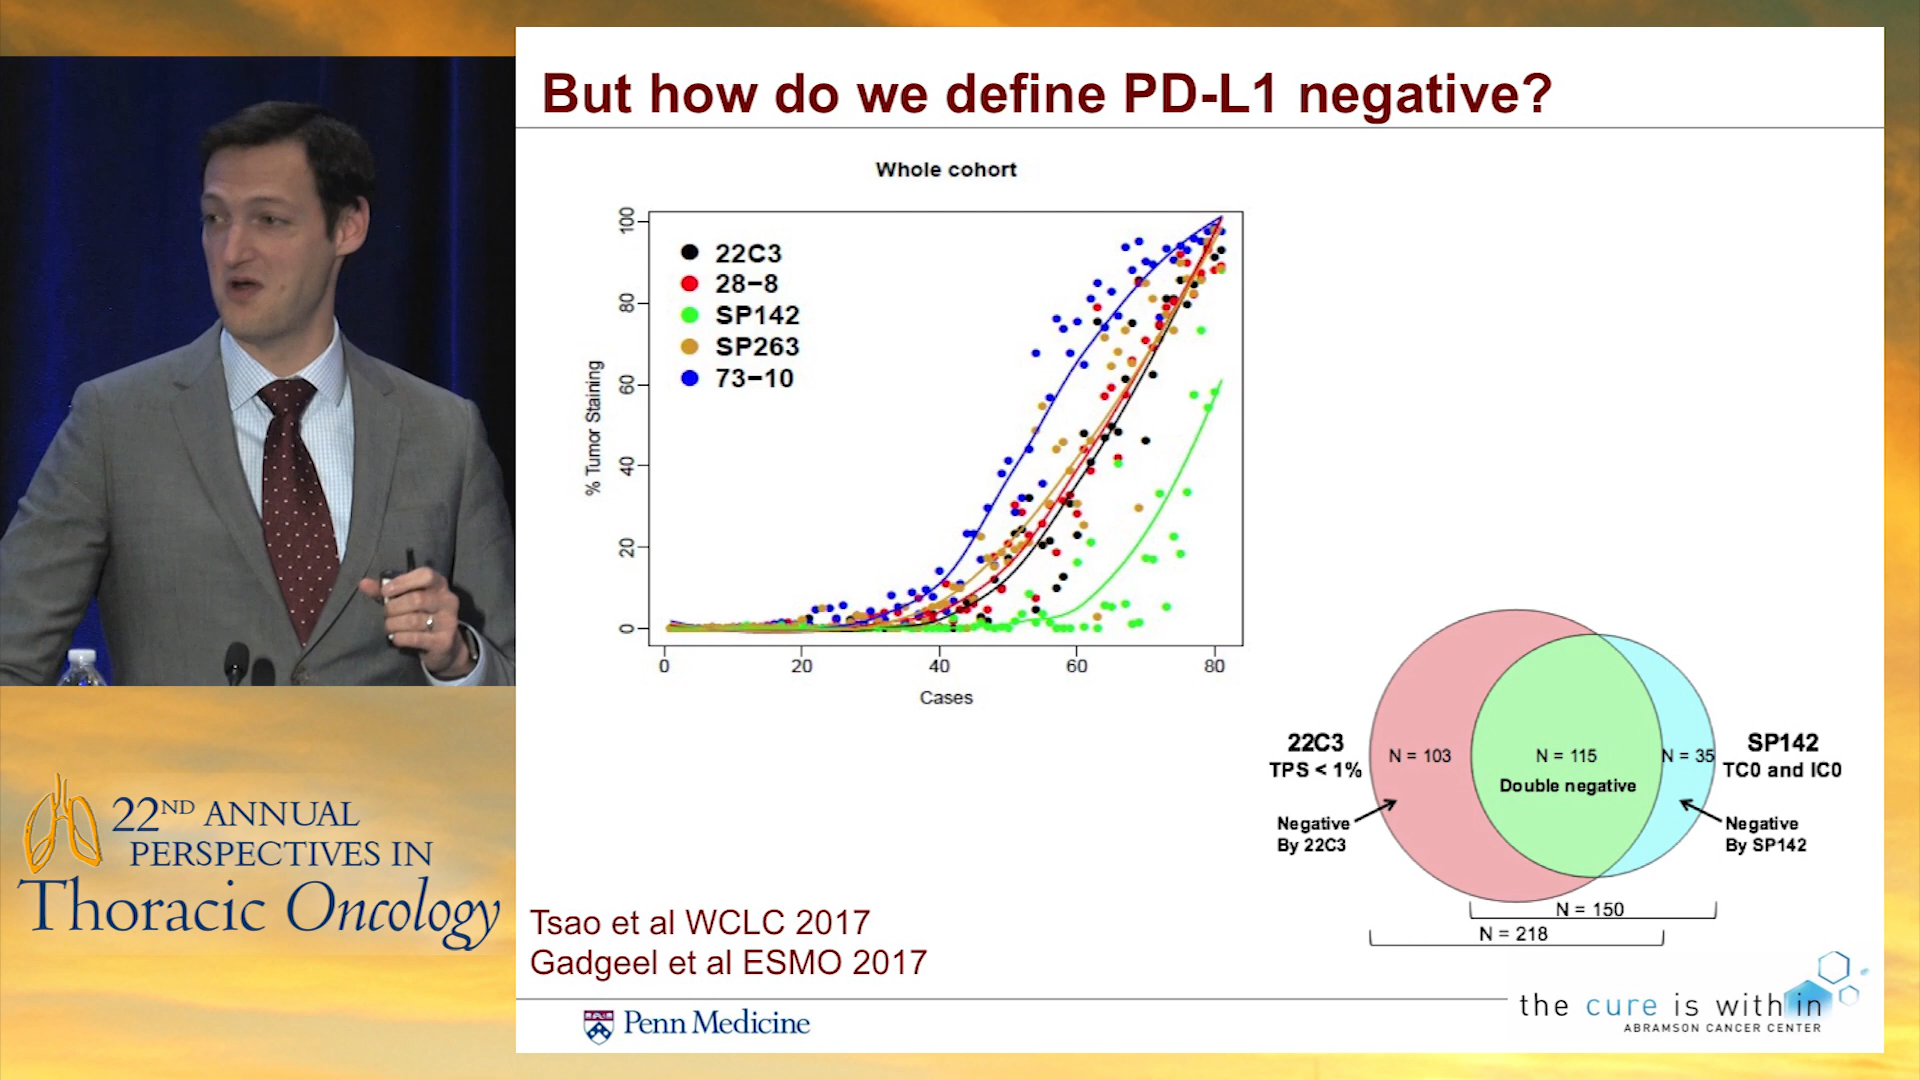 But how do we define PD-L1 negative?
Whole cohort
22C3
28-8
SP142
SP263
73-10
% Tumor Staining
100
80
60
40
20
0
0 20 40 60 80
Cases
22C3
TPS < 1%
Negative
By 22C3
N = 103
N = 115
Double negative
N = 35
SP142
TC0 and IC0
Negative
By SP142
N = 150
N = 218
Tsao et al WCLC 2017
Gadgeel et al ESMO 2017
Penn Medicine
the cure is within
ABRAMSON CANCER CENTER
22ND ANNUAL
PERSPECTIVES IN
Thoracic Oncology